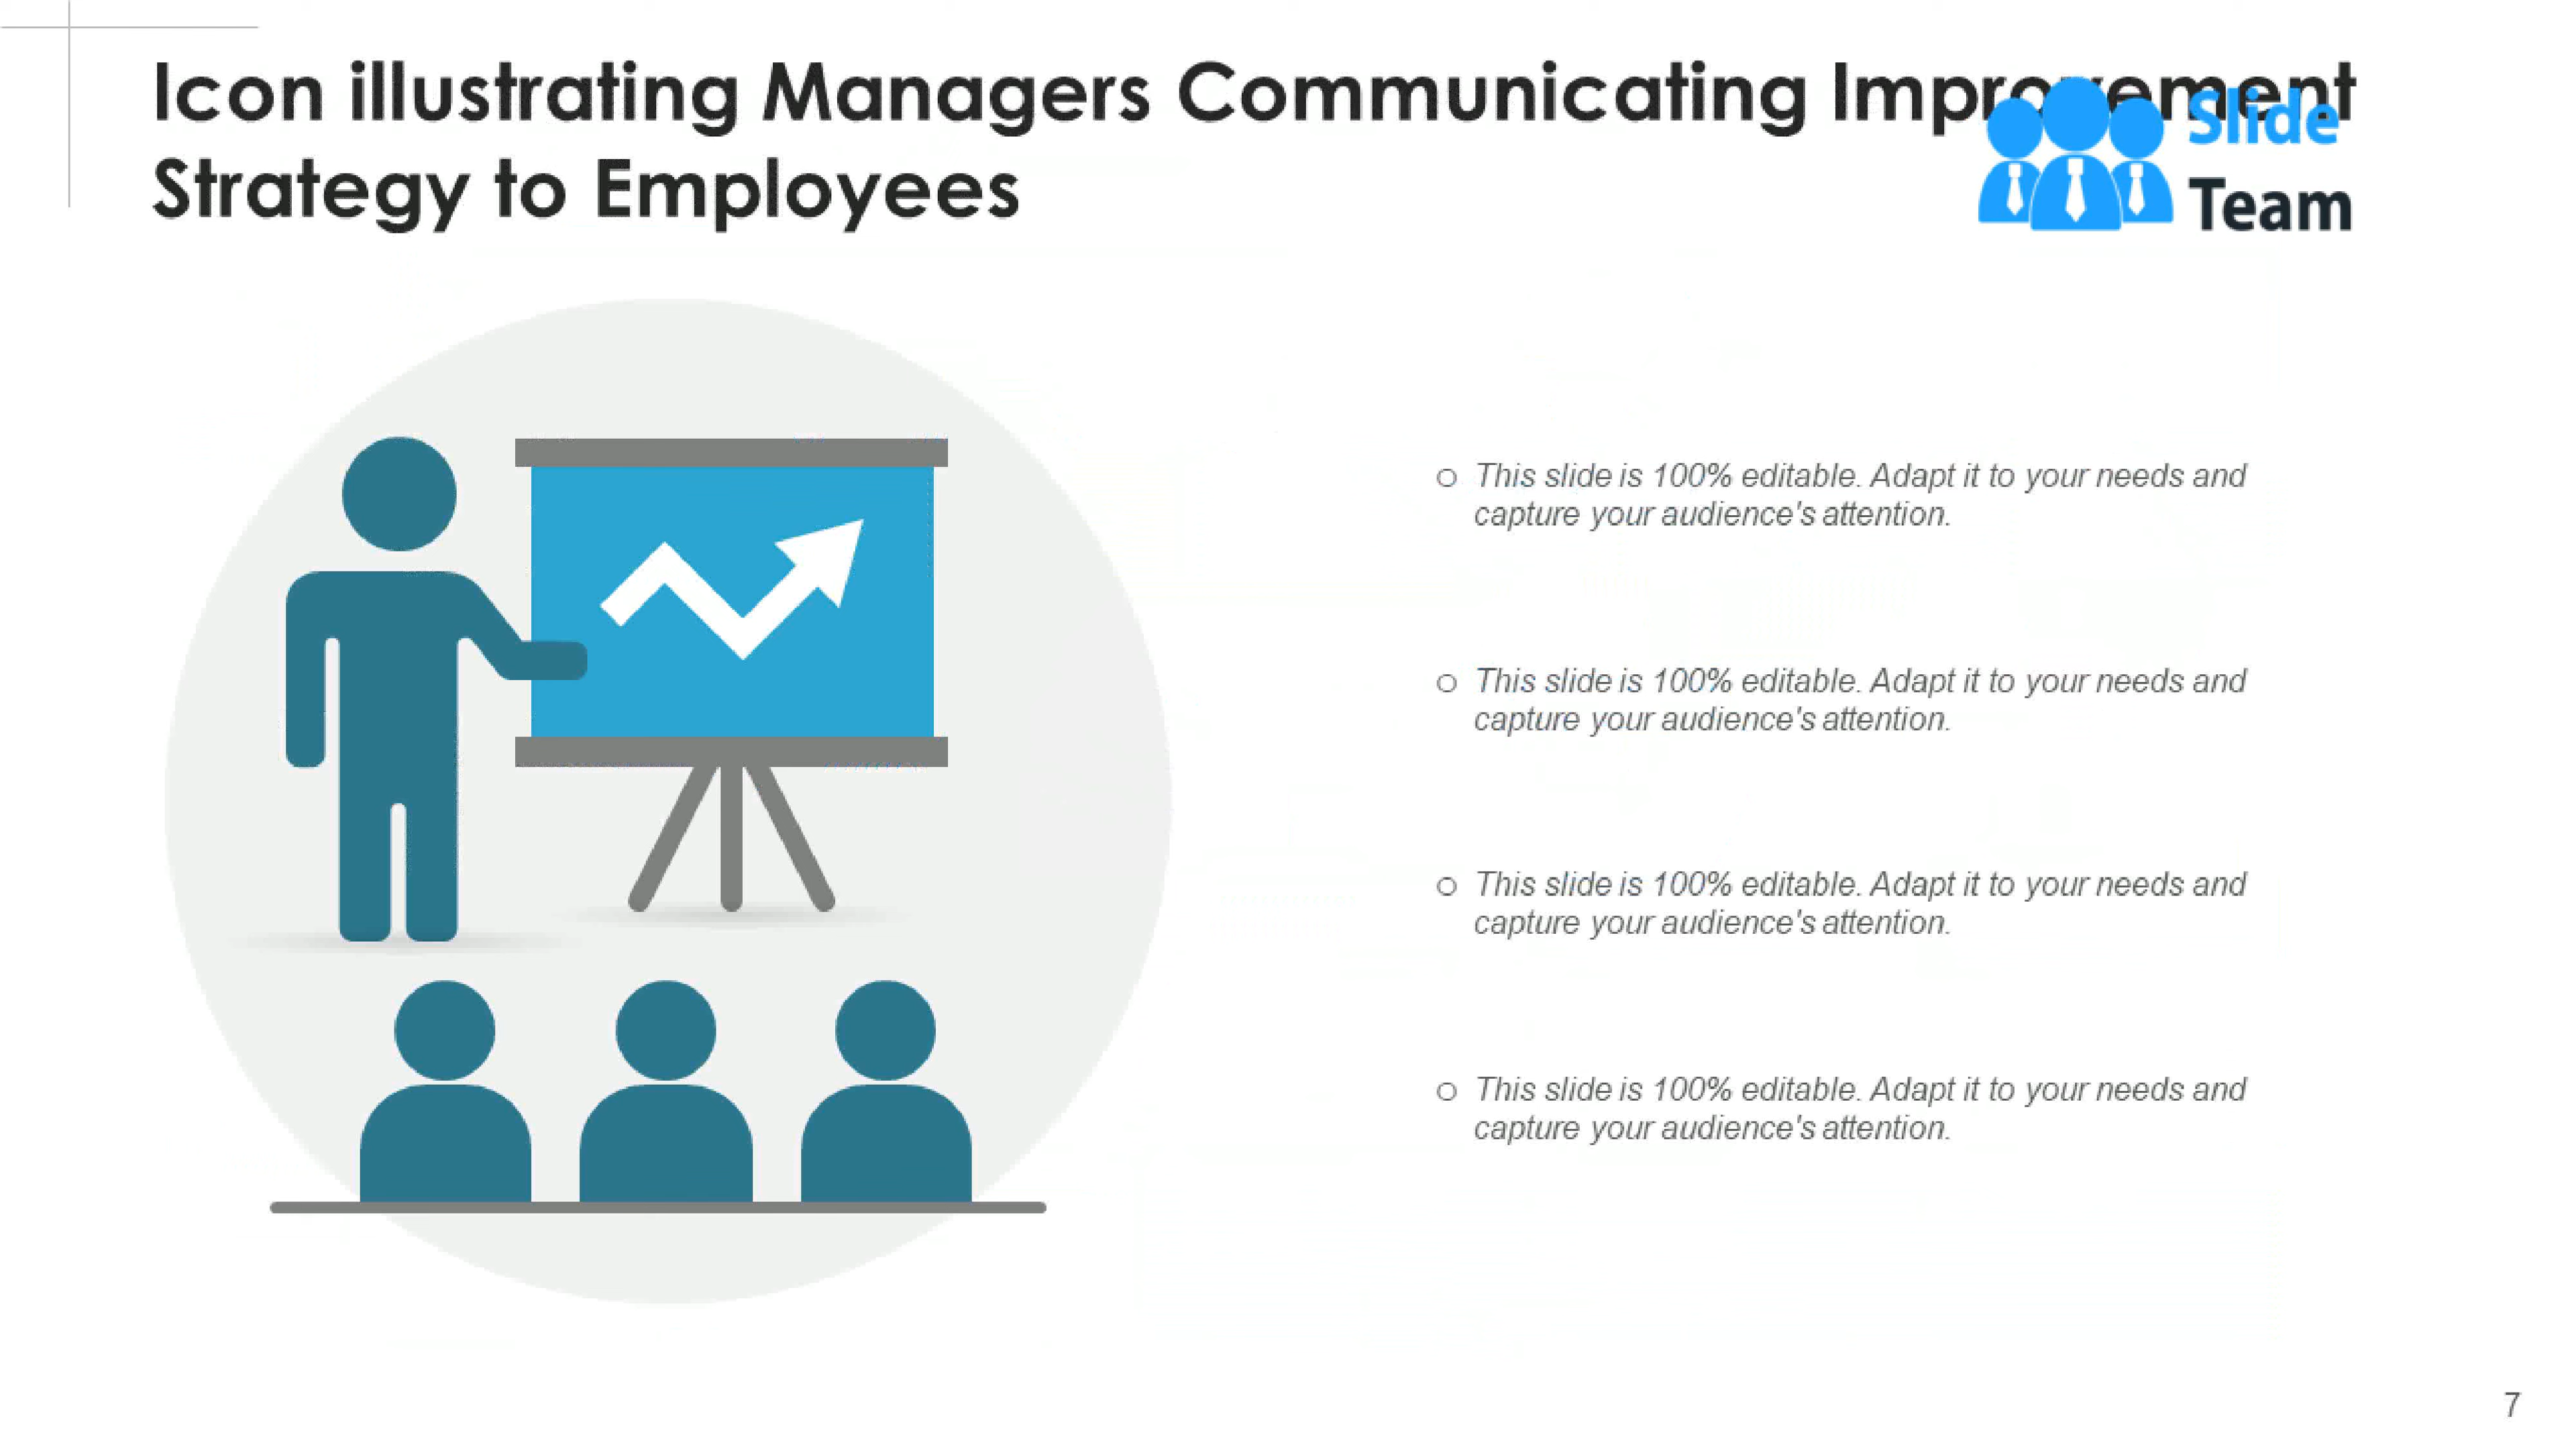 Icon illustrating Managers Communicating Improvement
Strategy to Employees
Slide
Team
○ This slide is 100% editable. Adapt it to your needs and
capture your audience's attention.
○ This slide is 100% editable. Adapt it to your needs and
capture your audience's attention.
○ This slide is 100% editable. Adapt it to your needs and
capture your audience's attention.
○ This slide is 100% editable. Adapt it to your needs and
capture your audience's attention.
7